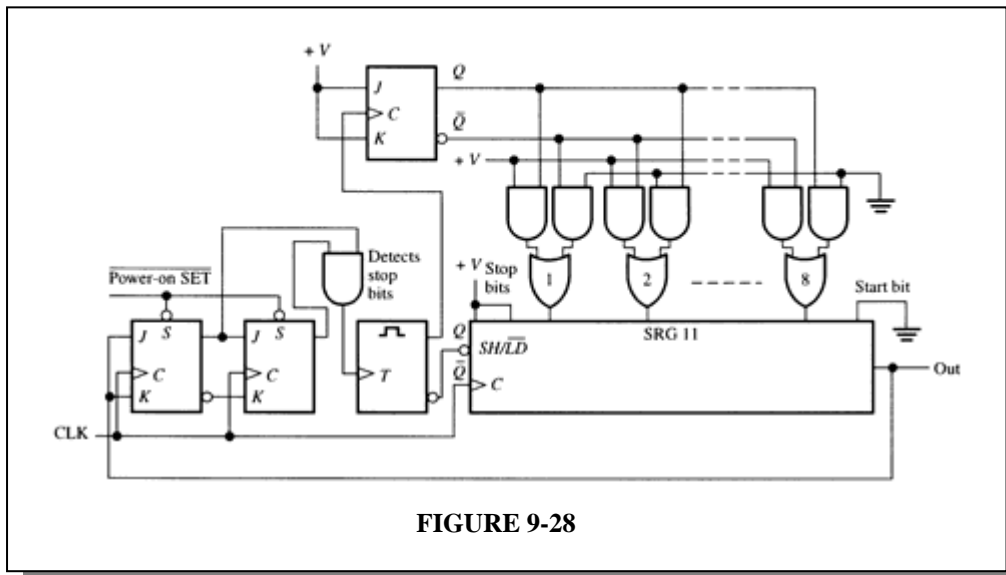 + V
Q
J
C
K
Q̅
+ V
Detects
stop
bits
Power-on SET
+ V
Stop
bits
1
2
8
Start bit
J
S
C
K
J
S
C
K
T
Q
Q̅
SH/LD
C
SRG 11
Out
CLK
FIGURE 9-28